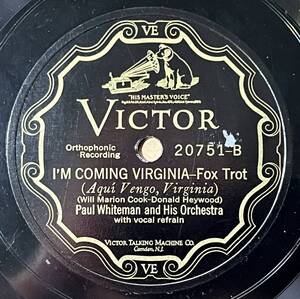 VE
"HIS MASTER'S VOICE"
VICTOR
Orthophonic
Recording
20751-B
I'M COMING VIRGINIA–Fox Trot
(Aquí Vengo, Virginia)
(Will Marion Cook-Donald Heywood)
Paul Whiteman and His Orchestra
with vocal refrain
VICTOR TALKING MACHINE CO.
Camden, N.J.
VE